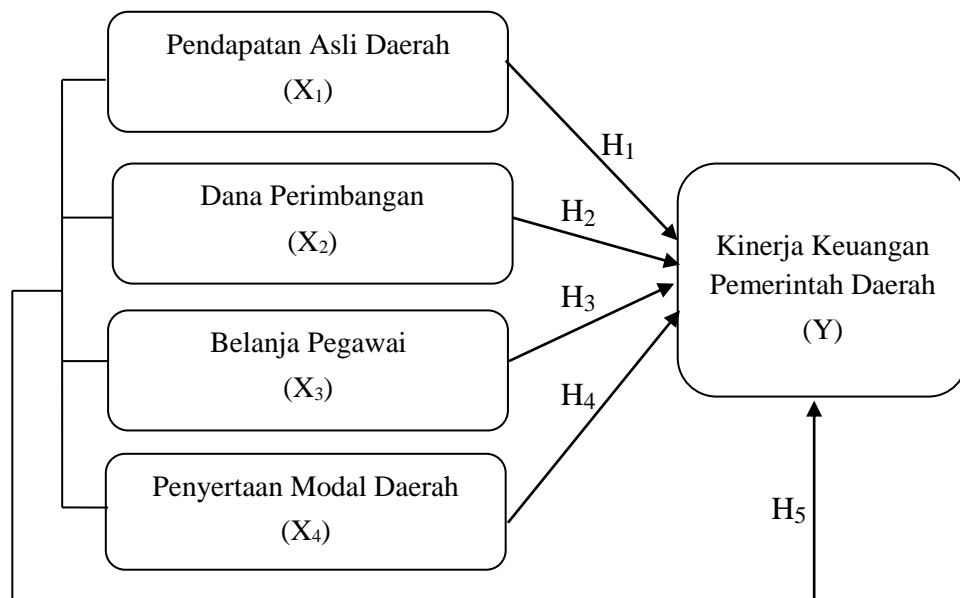 Pendapatan Asli Daerah
(X₁)
H₁
Dana Perimbangan
(X₂)
H₂
Kinerja Keuangan
Pemerintah Daerah
(Y)
Belanja Pegawai
(X₃)
H₃
Penyertaan Modal Daerah
(X₄)
H₄
H₅